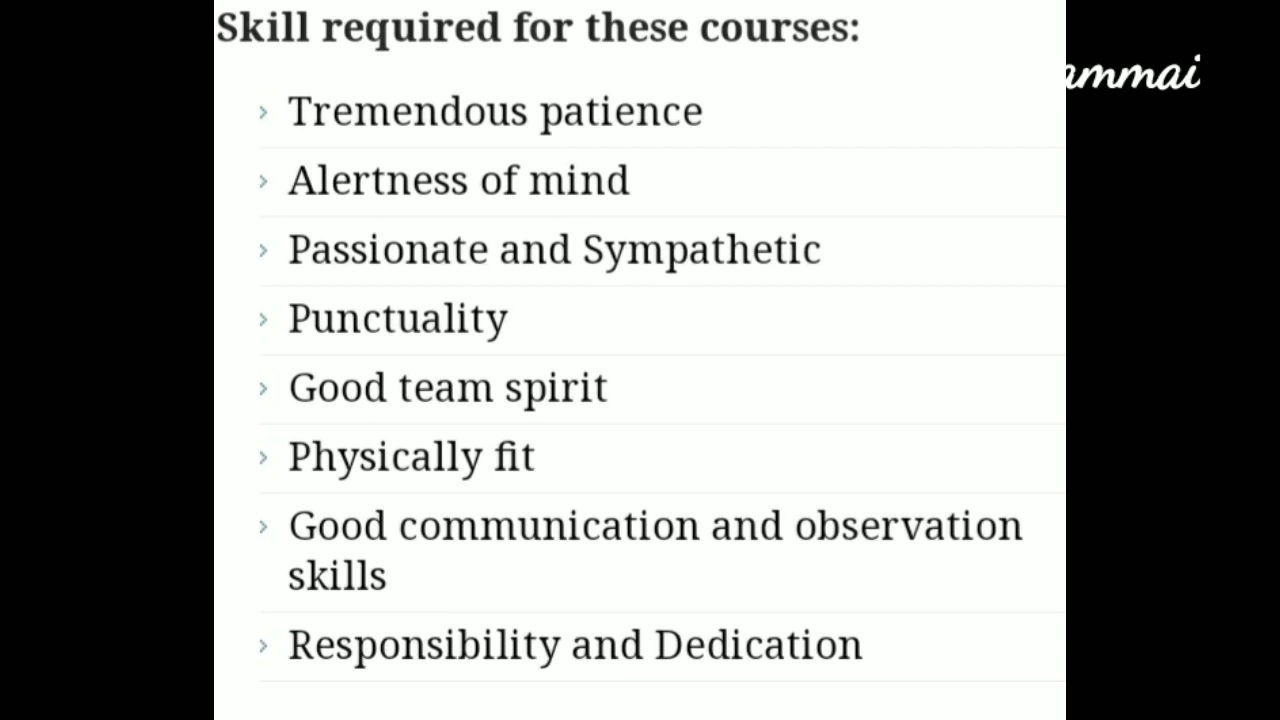 Skill required for these courses:
Tremendous patience
Alertness of mind
Passionate and Sympathetic
Punctuality
Good team spirit
Physically fit
Good communication and observation
skills
Responsibility and Dedication